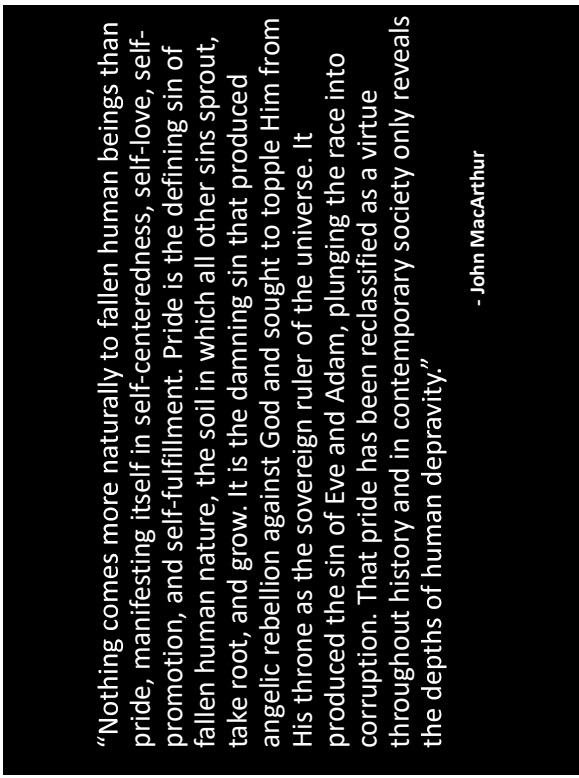 “Nothing comes more naturally to fallen human beings than
pride, manifesting itself in self-centeredness, self-love, self-
promotion, and self-fulfillment. Pride is the defining sin of
fallen human nature, the soil in which all other sins sprout,
take root, and grow. It is the damning sin that produced
angelic rebellion against God and sought to topple Him from
His throne as the sovereign ruler of the universe. It
produced the sin of Eve and Adam, plunging the race into
corruption. That pride has been reclassified as a virtue
throughout history and in contemporary society only reveals
the depths of human depravity.”
- John MacArthur